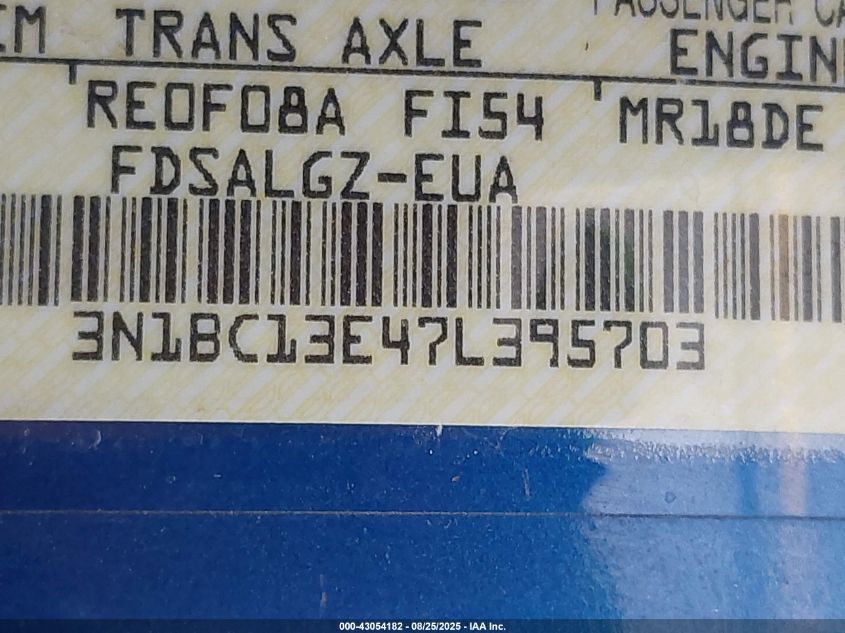 PASSENGER CA
EM TRANS AXLE ENGIN
RE0F08A FI54 MR18DE
FDSALGZ-EUA
3N1BC13E47L395703
000-43054182 - 08/25/2025 - IAA Inc.